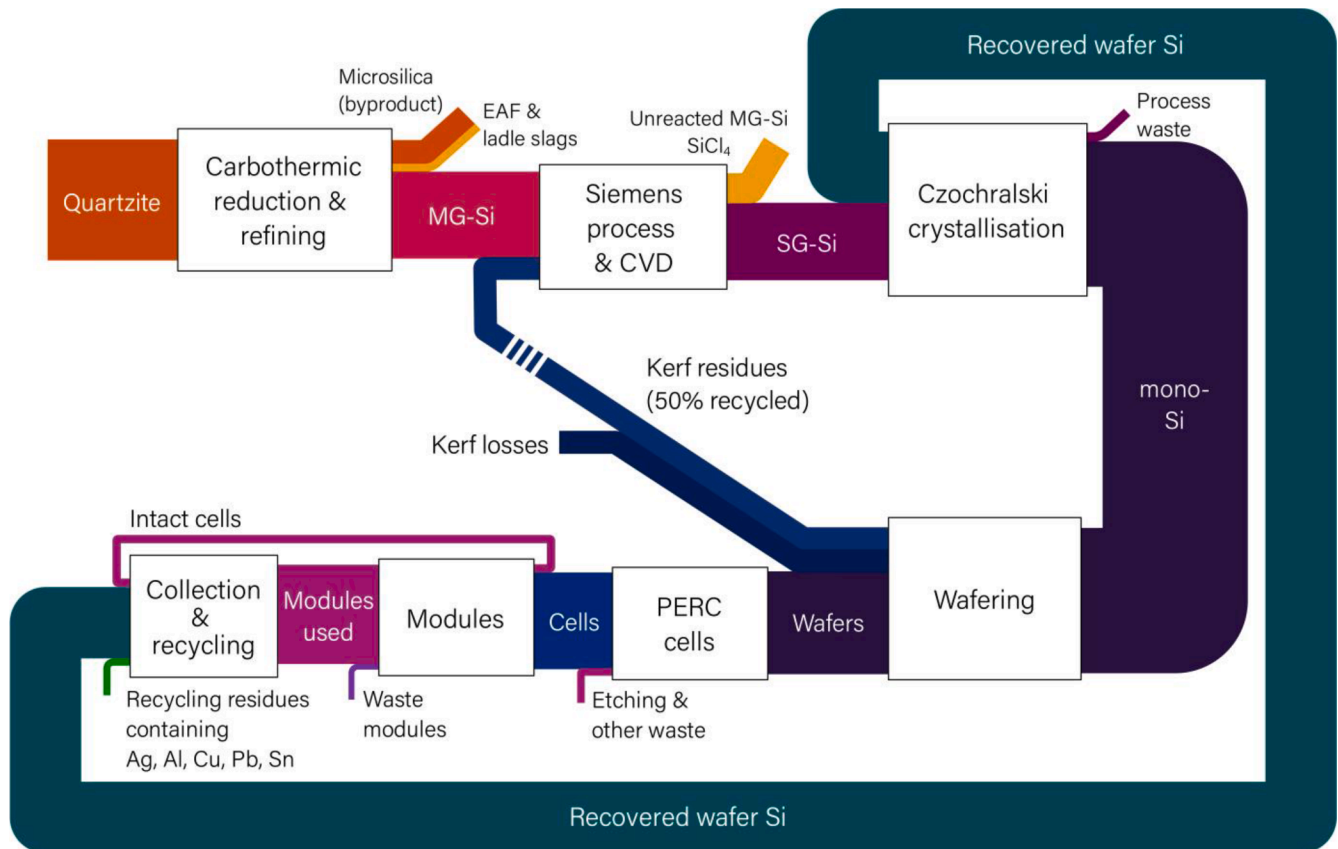 Recovered wafer Si
Microsilica
(byproduct)
EAF &
ladle slags
Unreacted MG-Si
SiCl₄
Process
waste
Quartzite
Carbothermic
reduction &
refining
MG-Si
Siemens
process
& CVD
SG-Si
Czochralski
crystallisation
Kerf residues
(50% recycled)
mono-
Si
Kerf losses
Intact cells
Collection
&
recycling
Modules
used
Modules
Cells
PERC
cells
Wafers
Wafering
Recycling residues
containing
Ag, Al, Cu, Pb, Sn
Waste
modules
Etching &
other waste
Recovered wafer Si